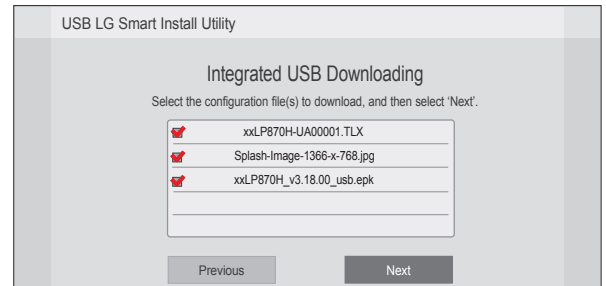 USB LG Smart Install Utility
Integrated USB Downloading
Select the configuration file(s) to download, and then select ‘Next’.
xxLP870H-UA00001.TLX
Splash-Image-1366-x-768.jpg
xxLP870H_v3.18.00_usb.epk
Previous
Next